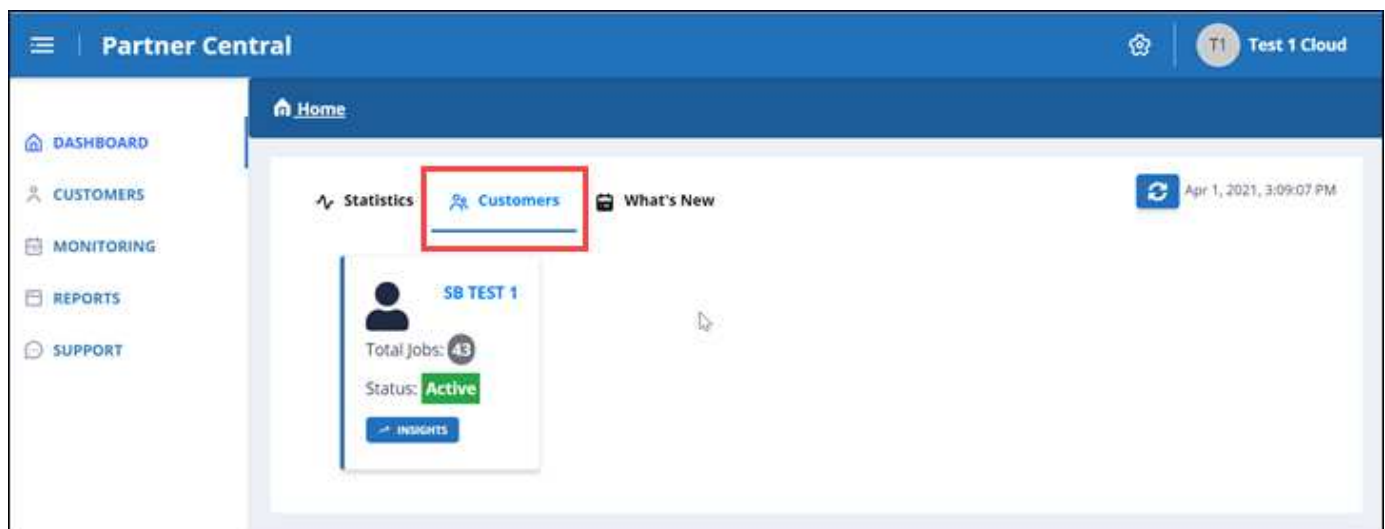 Partner Central
T1 Test 1 Cloud
Home
DASHBOARD
CUSTOMERS
MONITORING
REPORTS
SUPPORT
Statistics Customers What's New
Apr 1, 2021, 3:09:07 PM
SB TEST 1
Total Jobs: 43
Status: Active
INSIGHTS